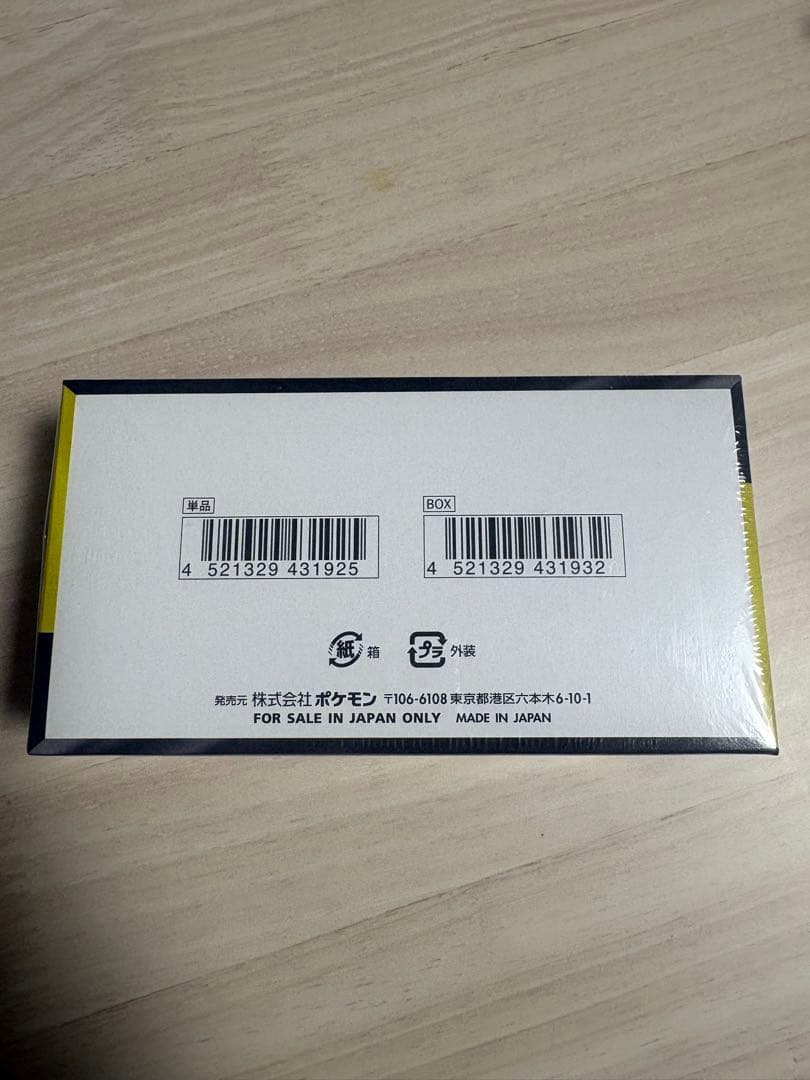 単品
BOX
4 521329 431925
4 521329 431932
紙 箱
プラ 外装
発売元 株式会社ポケモン 〒106-6108 東京都港区六本木6-10-1
FOR SALE IN JAPAN ONLY MADE IN JAPAN